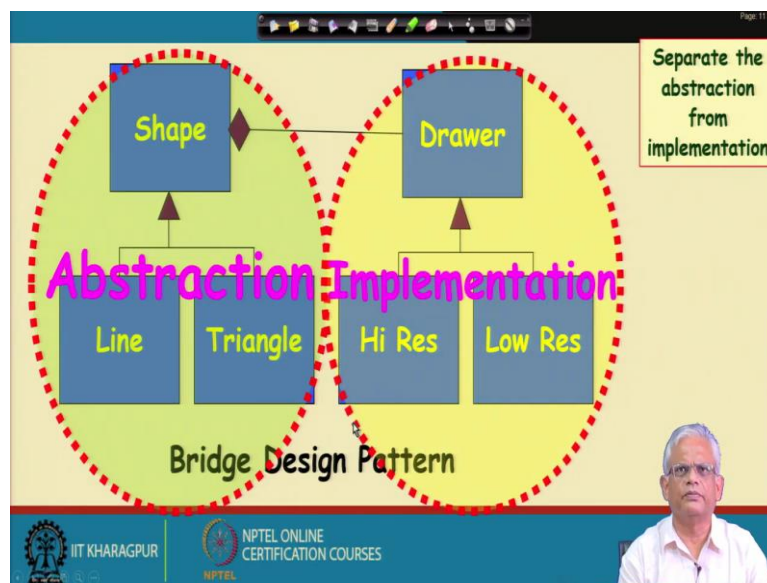 Page: 11
Separate the
abstraction
from
implementation
Shape
Drawer
Abstraction
Implementation
Line
Triangle
Hi Res
Low Res
Bridge Design Pattern
IIT KHARAGPUR
NPTEL
NPTEL ONLINE
CERTIFICATION COURSES